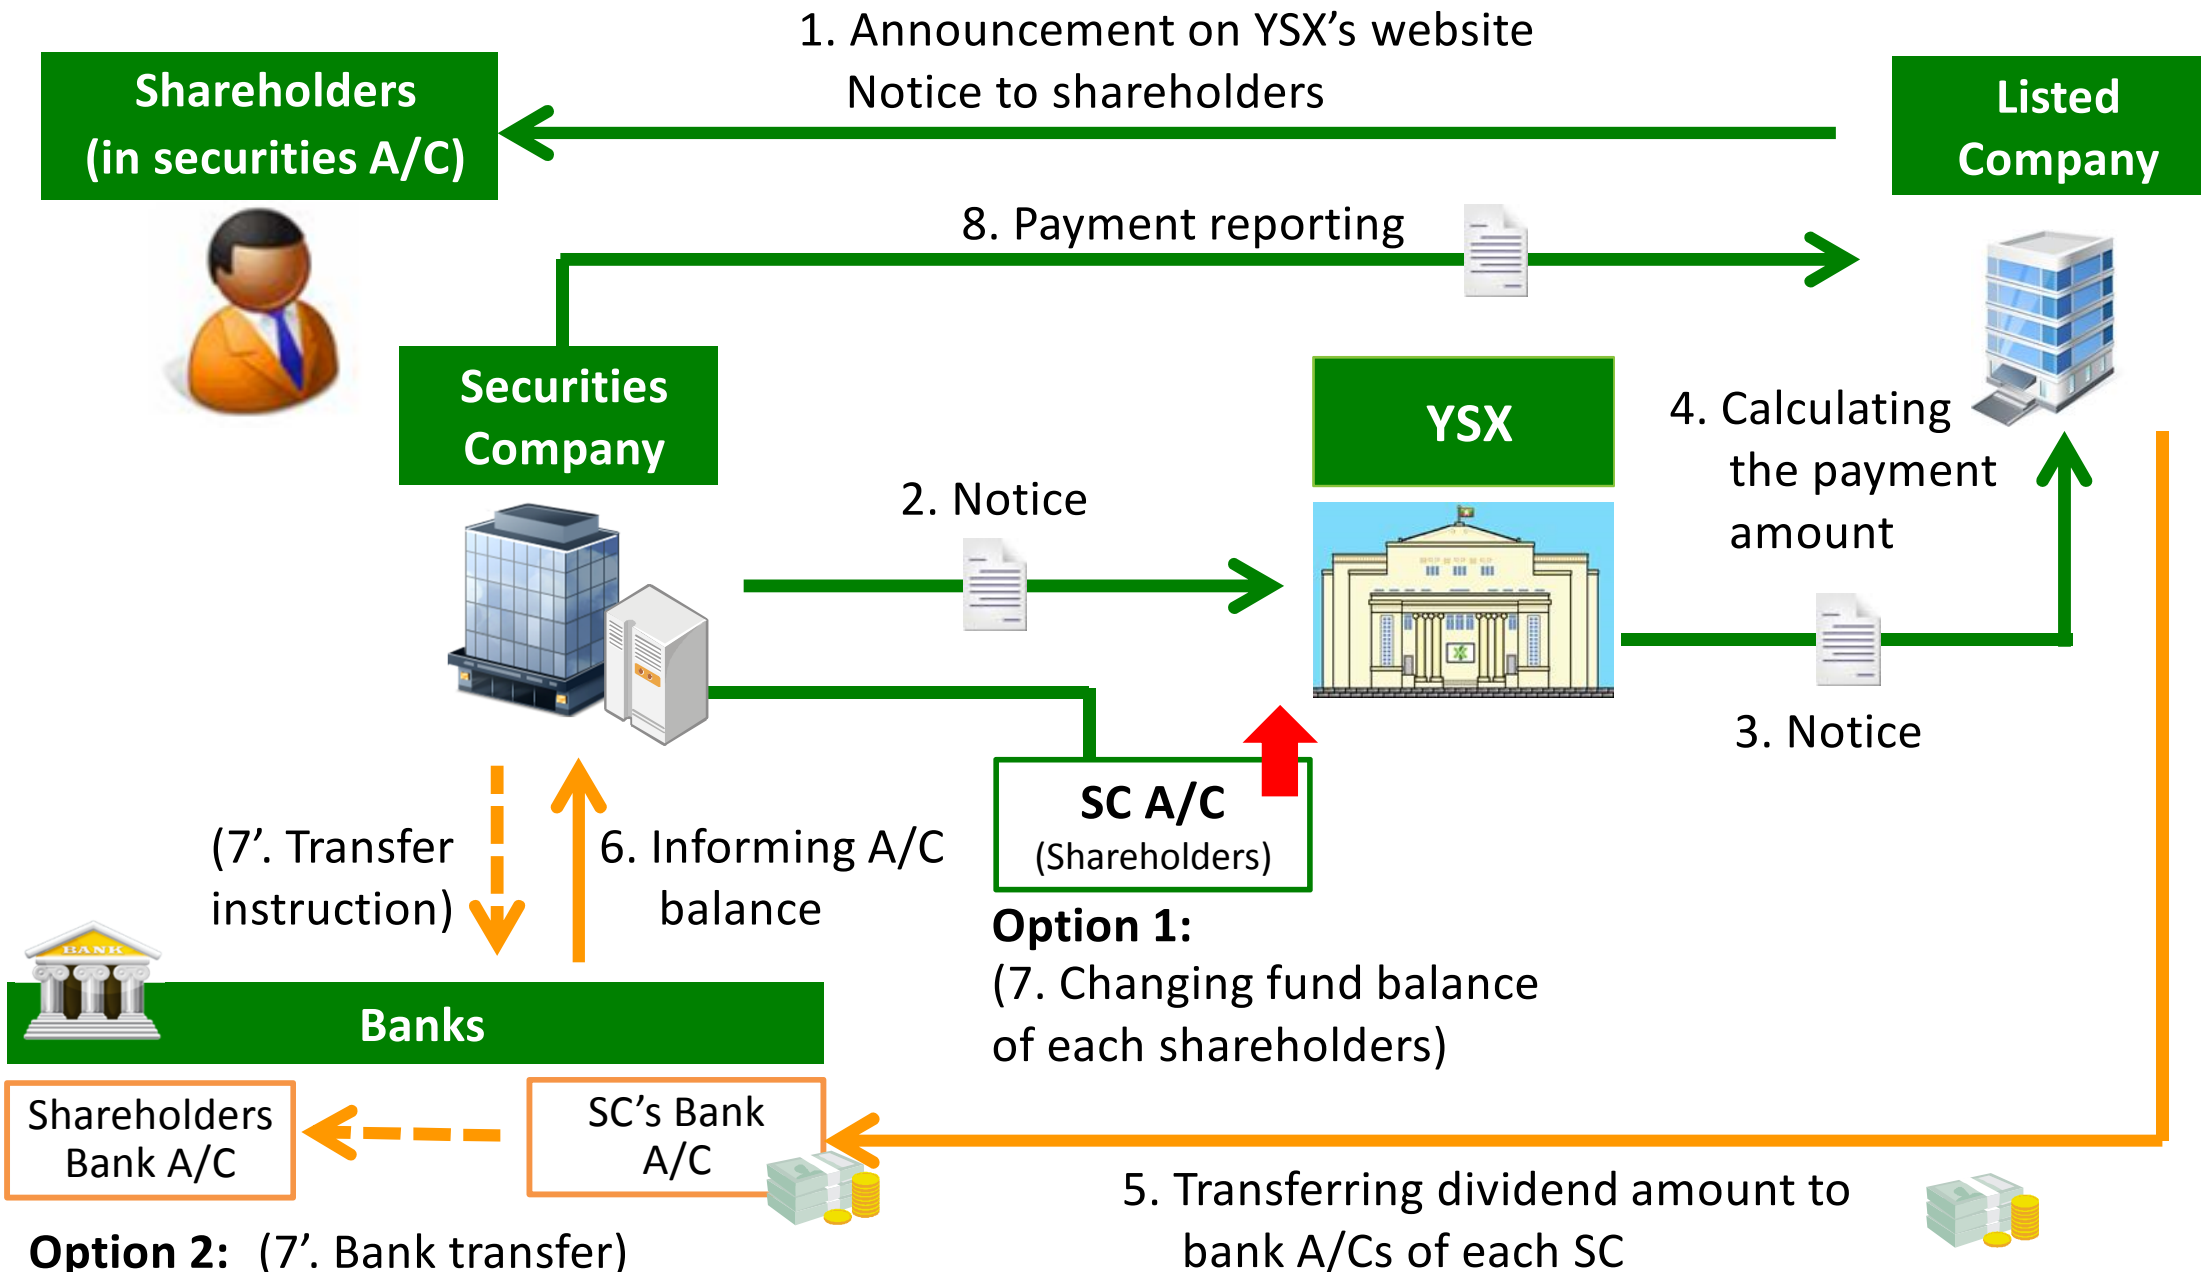 1. Announcement on YSX’s website
Notice to shareholders
Shareholders
(in securities A/C)
Listed
Company
8. Payment reporting
Securities
Company
YSX
4. Calculating
the payment
amount
2. Notice
3. Notice
SC A/C
(Shareholders)
(7’. Transfer
instruction)
6. Informing A/C
balance
Option 1:
(7. Changing fund balance
of each shareholders)
BANK
Banks
Shareholders
Bank A/C
SC’s Bank
A/C
5. Transferring dividend amount to
bank A/Cs of each SC
Option 2: (7’. Bank transfer)